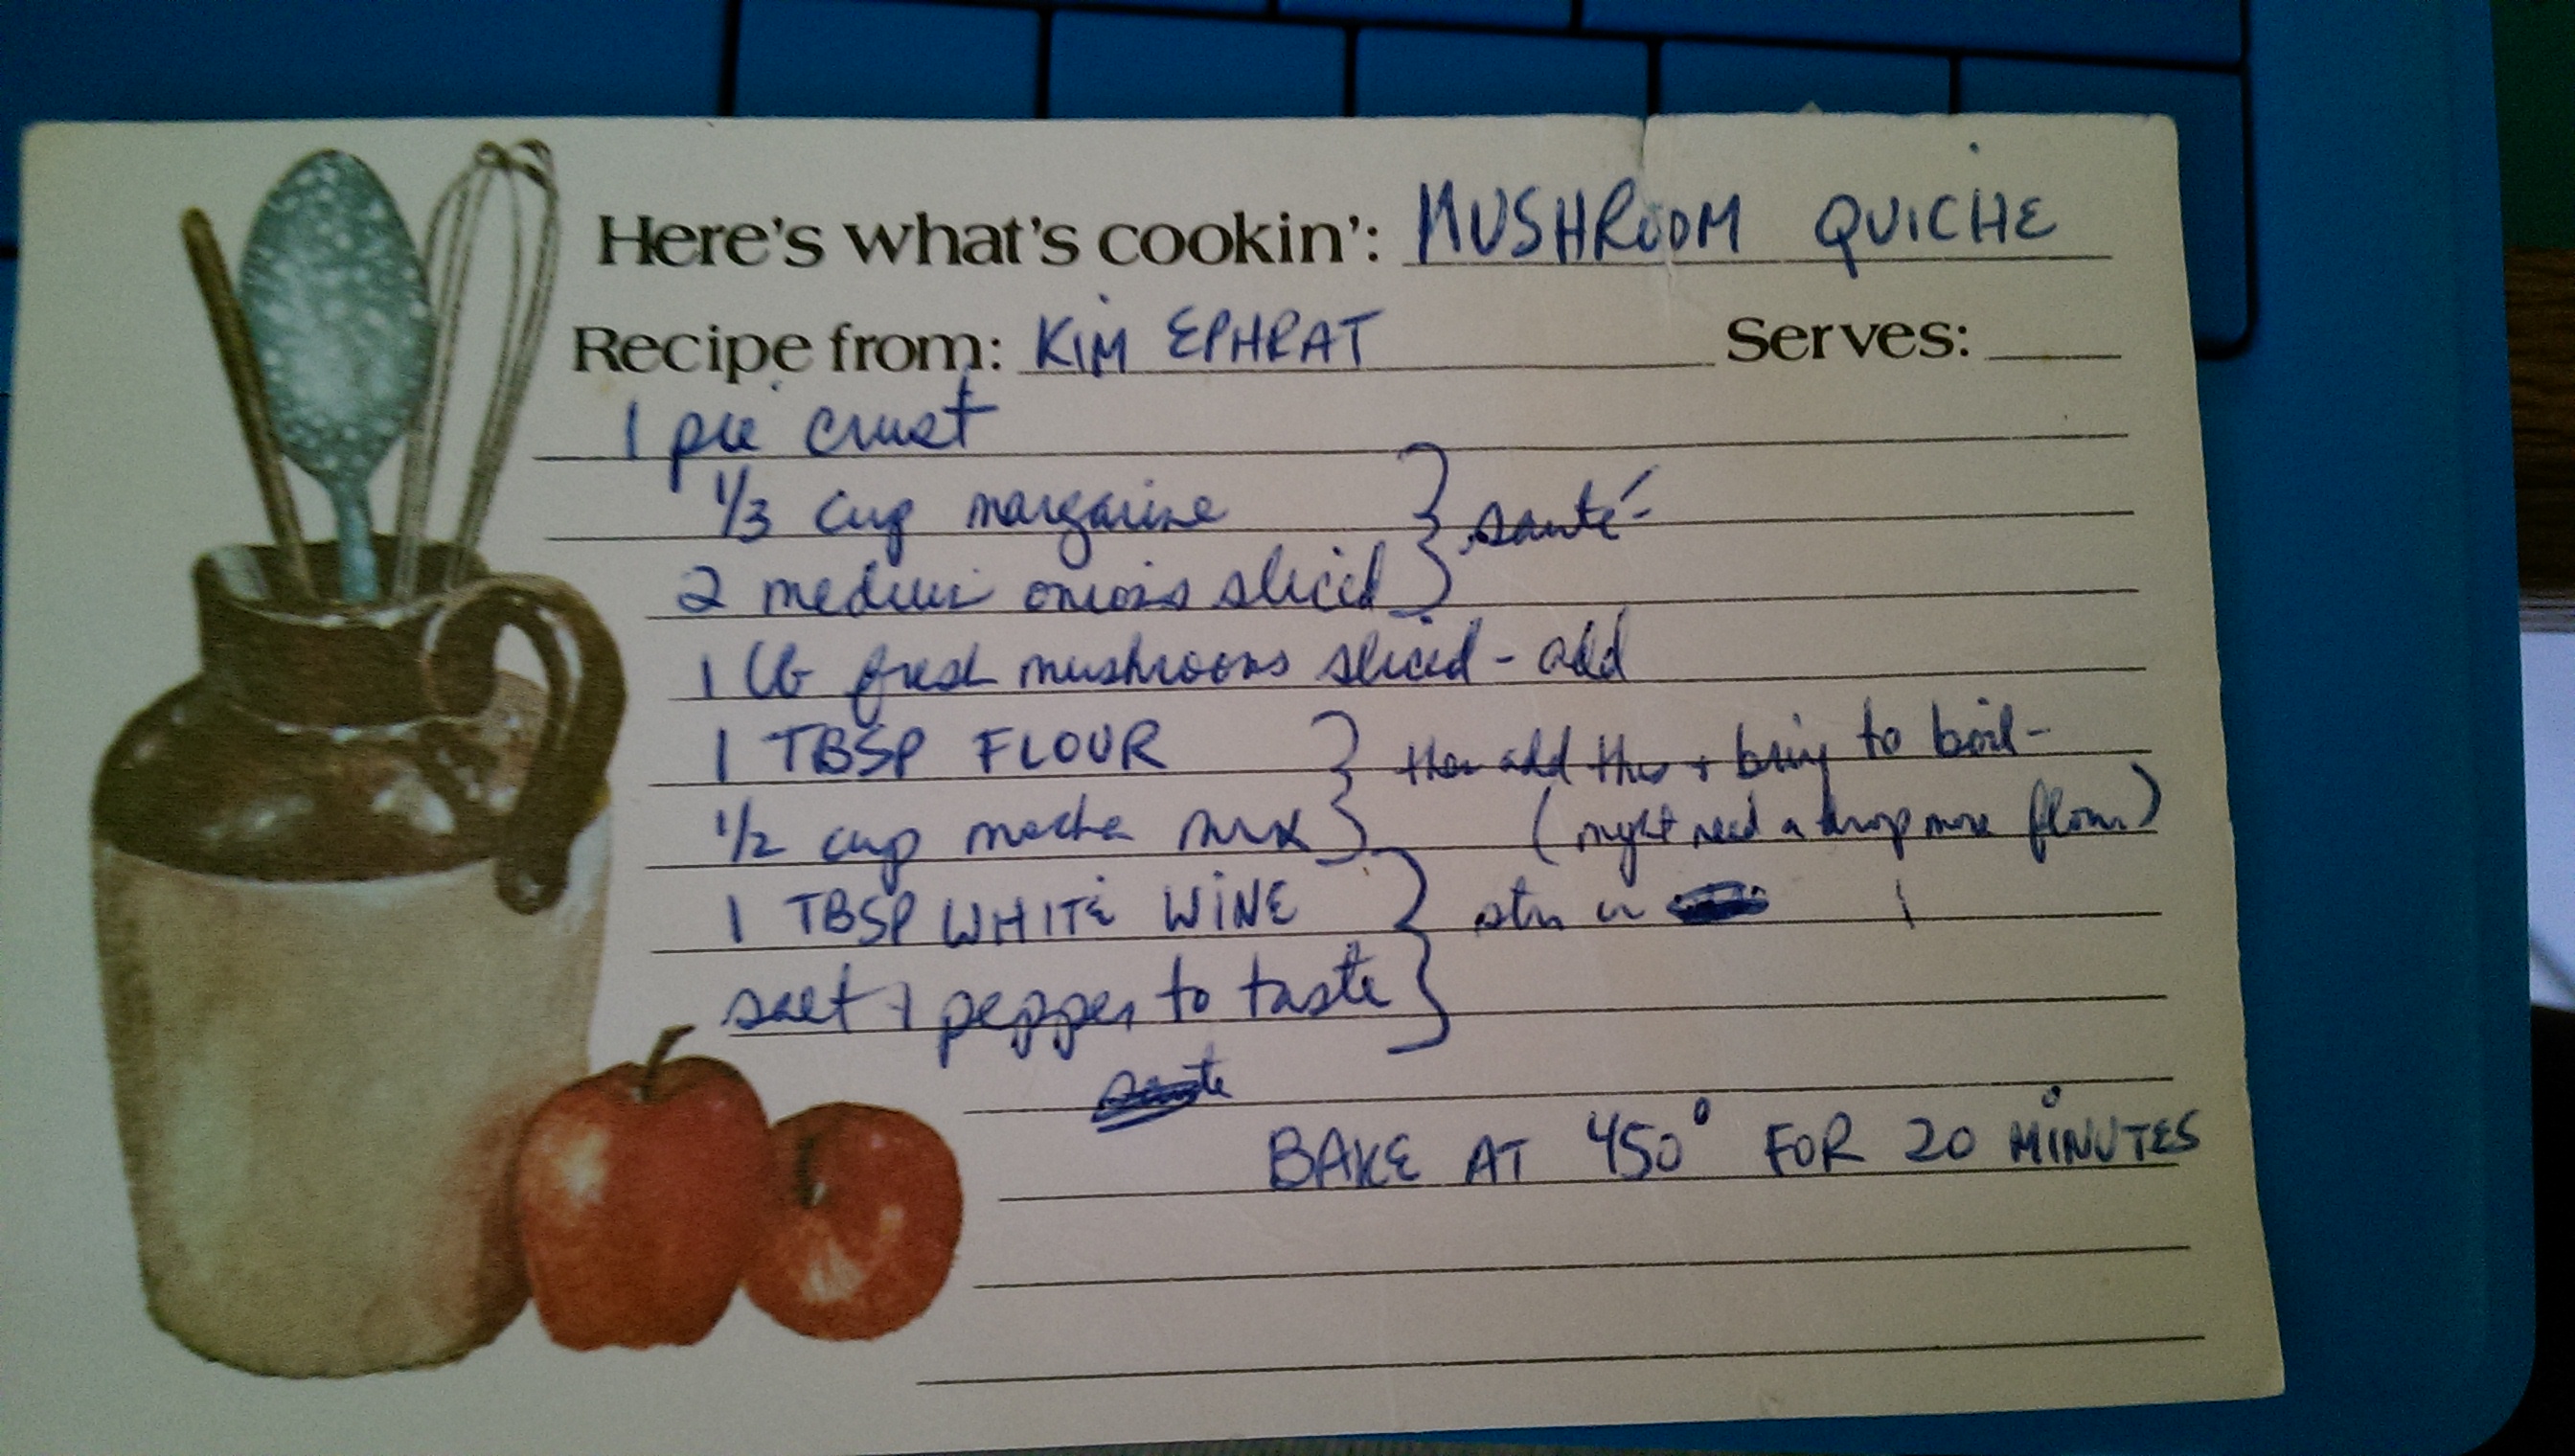 Here's what's cookin': MUSHROOM QUICHE
Recipe from: KIM EPHRAT Serves:
1 pie crust
1/3 cup margarine
sauté
2 medium onions sliced
1 lb fresh mushrooms sliced - add
1 TBSP FLOUR then add this + bring to boil -
1/2 cup mocha mix (might need a drop more flour)
1 TBSP WHITE WINE stir in
salt + pepper to taste
saute
BAKE AT 450° FOR 20 MINUTES